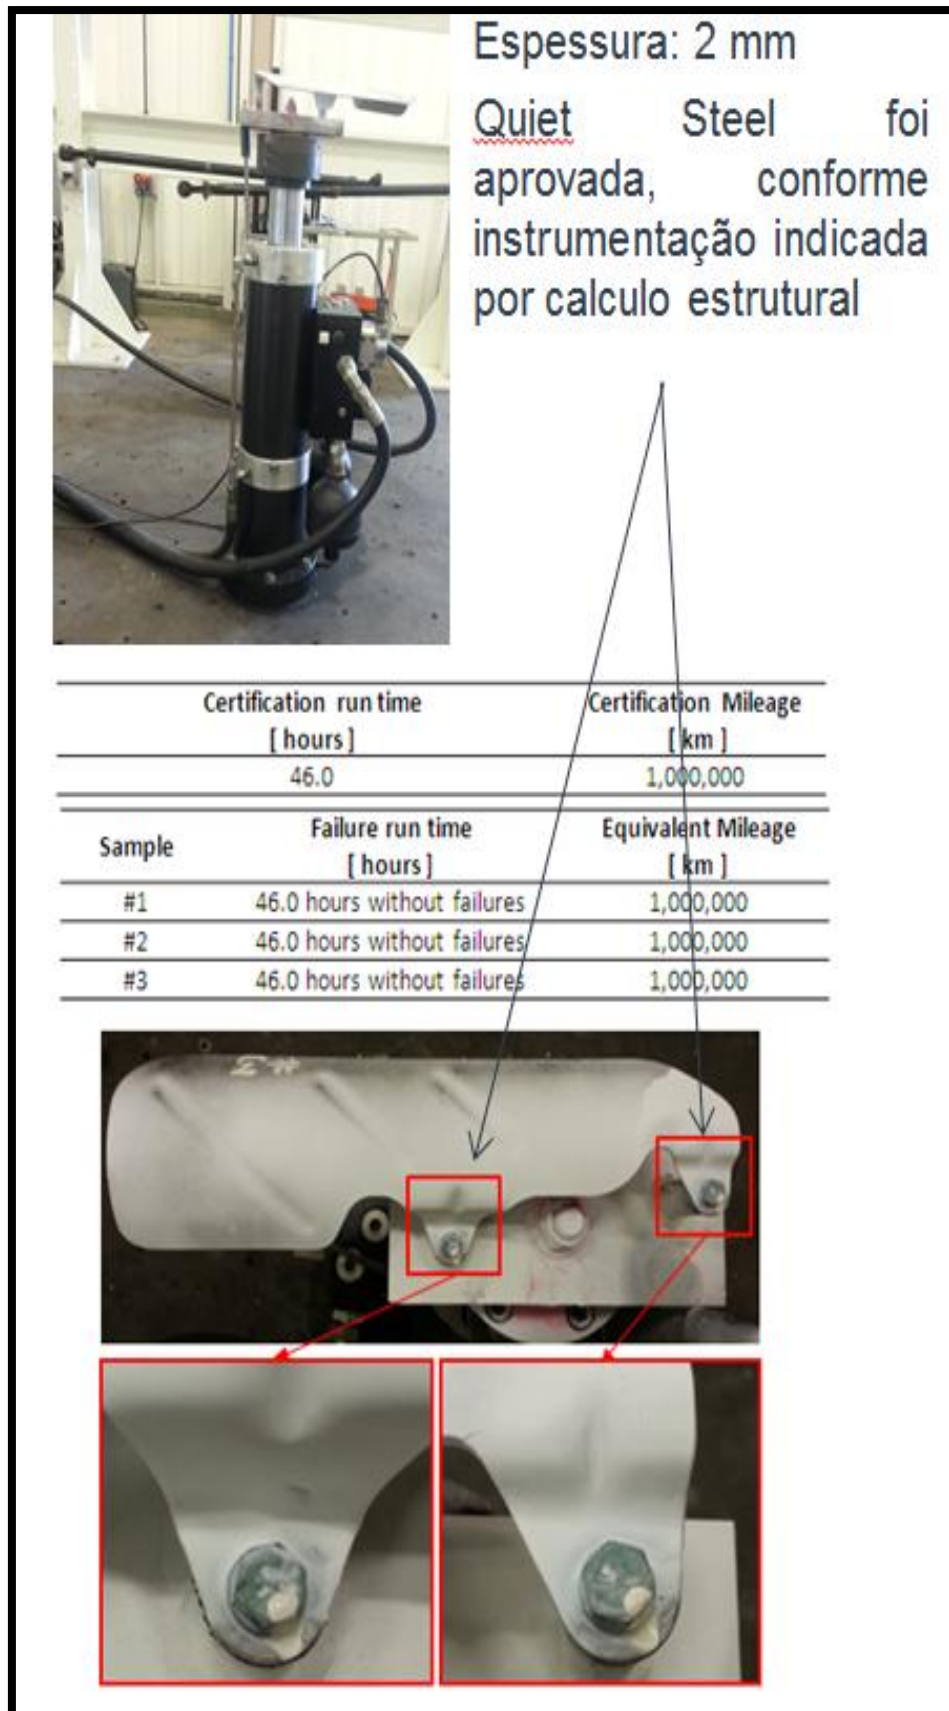 Espessura: 2 mm
Quiet Steel foi
aprovada, conforme
instrumentação indicada
por calculo estrutural
Certification run time Certification Mileage
[ hours ] [ km ]
46.0 1,000,000
Sample Failure run time Equivalent Mileage
[ hours ] [ km ]
#1 46.0 hours without failures 1,000,000
#2 46.0 hours without failures 1,000,000
#3 46.0 hours without failures 1,000,000